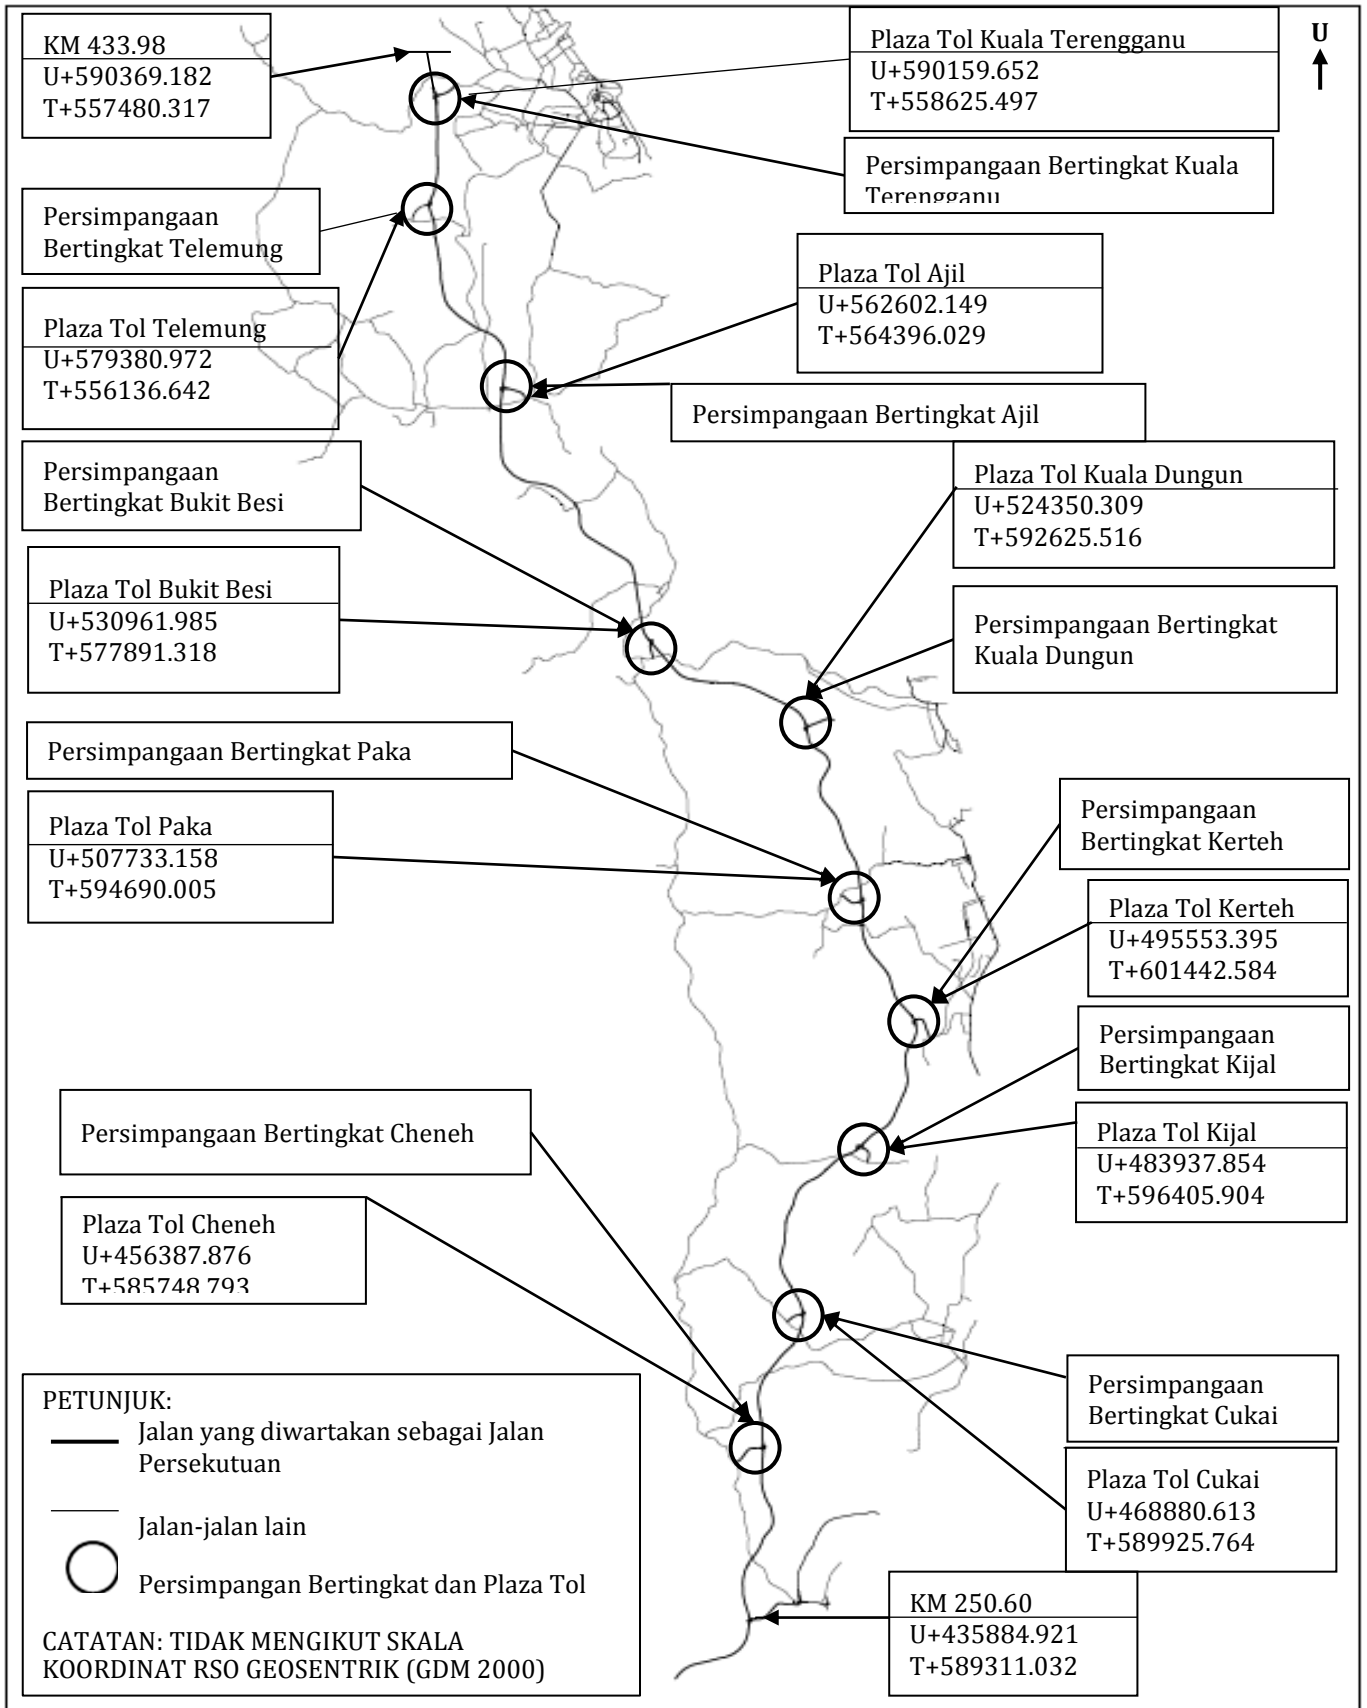 KM 433.98
U+590369.182
T+557480.317
Plaza Tol Kuala Terengganu
U+590159.652
T+558625.497
U
Persimpangaan Bertingkat Kuala
Terengganu
Persimpangaan
Bertingkat Telemung
Plaza Tol Ajil
U+562602.149
T+564396.029
Plaza Tol Telemung
U+579380.972
T+556136.642
Persimpangaan Bertingkat Ajil
Persimpangaan
Bertingkat Bukit Besi
Plaza Tol Kuala Dungun
U+524350.309
T+592625.516
Plaza Tol Bukit Besi
U+530961.985
T+577891.318
Persimpangaan Bertingkat
Kuala Dungun
Persimpangaan Bertingkat Paka
Plaza Tol Paka
U+507733.158
T+594690.005
Persimpangaan
Bertingkat Kerteh
Plaza Tol Kerteh
U+495553.395
T+601442.584
Persimpangaan
Bertingkat Kijal
Persimpangaan Bertingkat Cheneh
Plaza Tol Kijal
U+483937.854
T+596405.904
Plaza Tol Cheneh
U+456387.876
T+585748.793
Persimpangaan
Bertingkat Cukai
Plaza Tol Cukai
U+468880.613
T+589925.764
KM 250.60
U+435884.921
T+589311.032
PETUNJUK:
Jalan yang diwartakan sebagai Jalan
Persekutuan
Jalan-jalan lain
Persimpangan Bertingkat dan Plaza Tol
CATATAN: TIDAK MENGIKUT SKALA
KOORDINAT RSO GEOSENTRIK (GDM 2000)